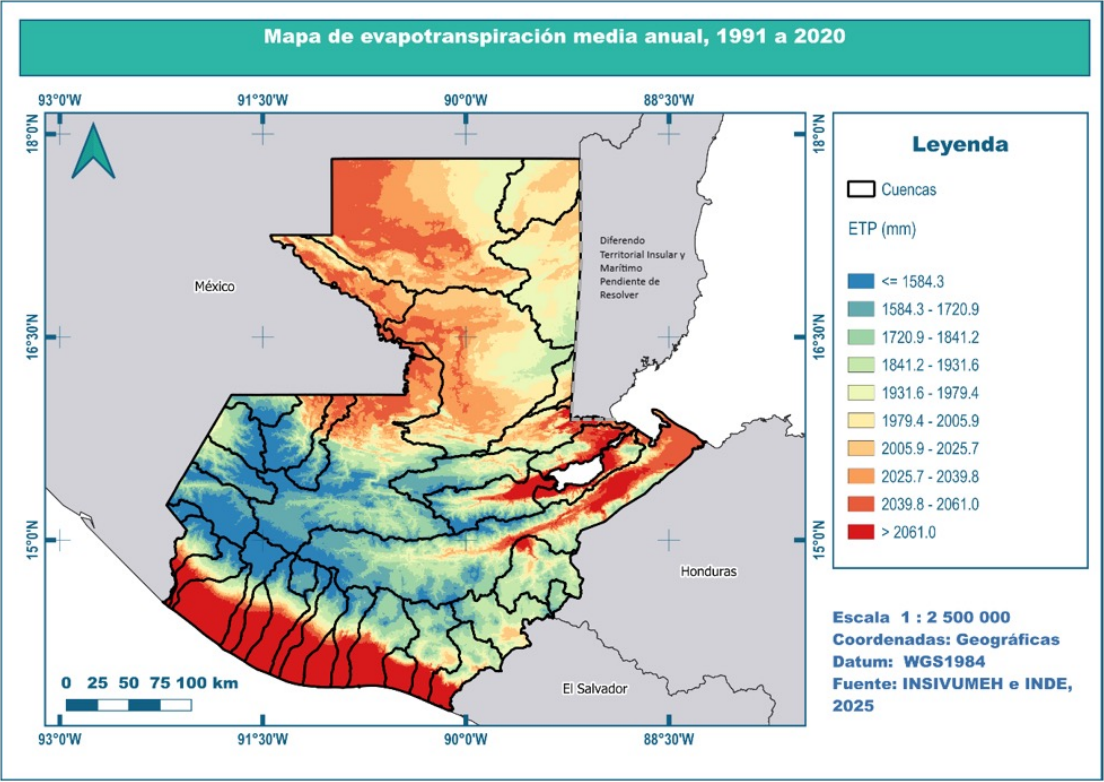 Mapa de evapotranspiración media anual, 1991 a 2020
93°0'W
91°30'W
90°0'W
88°30'W
18°0'N
18°0'N
Diferendo
Territorial Insular y
Marítimo
Pendiente de
Resolver
México
16°30'N
16°30'N
15°0'N
15°0'N
Honduras
El Salvador
0 25 50 75 100 km
93°0'W
91°30'W
90°0'W
88°30'W
Leyenda
Cuencas
ETP (mm)
<= 1584.3
1584.3 - 1720.9
1720.9 - 1841.2
1841.2 - 1931.6
1931.6 - 1979.4
1979.4 - 2005.9
2005.9 - 2025.7
2025.7 - 2039.8
2039.8 - 2061.0
> 2061.0
Escala 1 : 2 500 000
Coordenadas: Geográficas
Datum: WGS1984
Fuente: INSIVUMEH e INDE,
2025